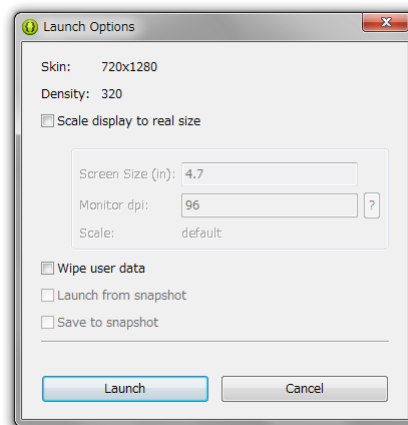 Launch Options
Skin: 720x1280
Density: 320
Scale display to real size
Screen Size (in): 4.7
Monitor dpi: 96 ?
Scale: default
Wipe user data
Launch from snapshot
Save to snapshot
Launch Cancel